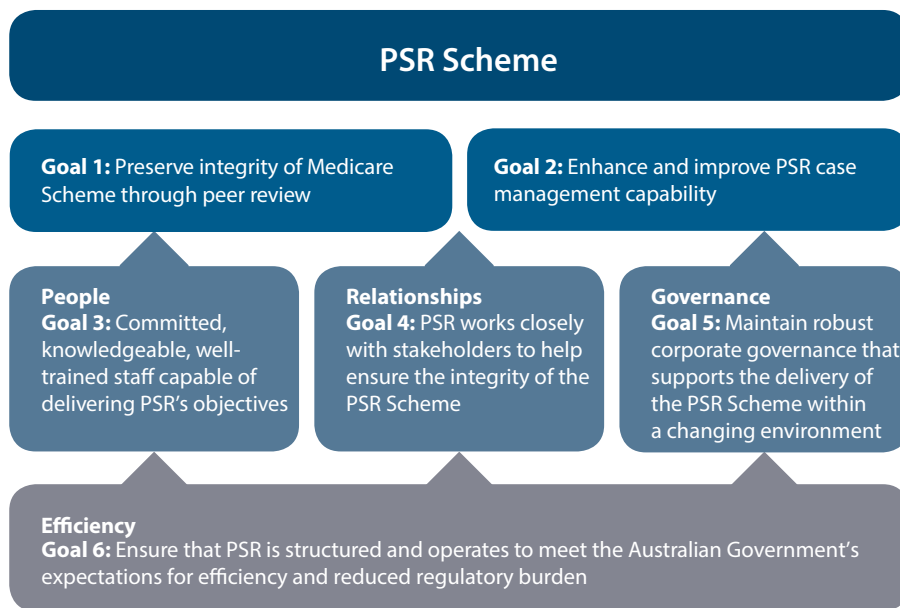 PSR Scheme
Goal 1: Preserve integrity of Medicare
Scheme through peer review
Goal 2: Enhance and improve PSR case
management capability
People
Goal 3: Committed,
knowledgeable, well-
trained staff capable of
delivering PSR’s objectives
Relationships
Goal 4: PSR works closely
with stakeholders to help
ensure the integrity of the
PSR Scheme
Governance
Goal 5: Maintain robust
corporate governance that
supports the delivery of
the PSR Scheme within
a changing environment
Efficiency
Goal 6: Ensure that PSR is structured and operates to meet the Australian Government’s
expectations for efficiency and reduced regulatory burden